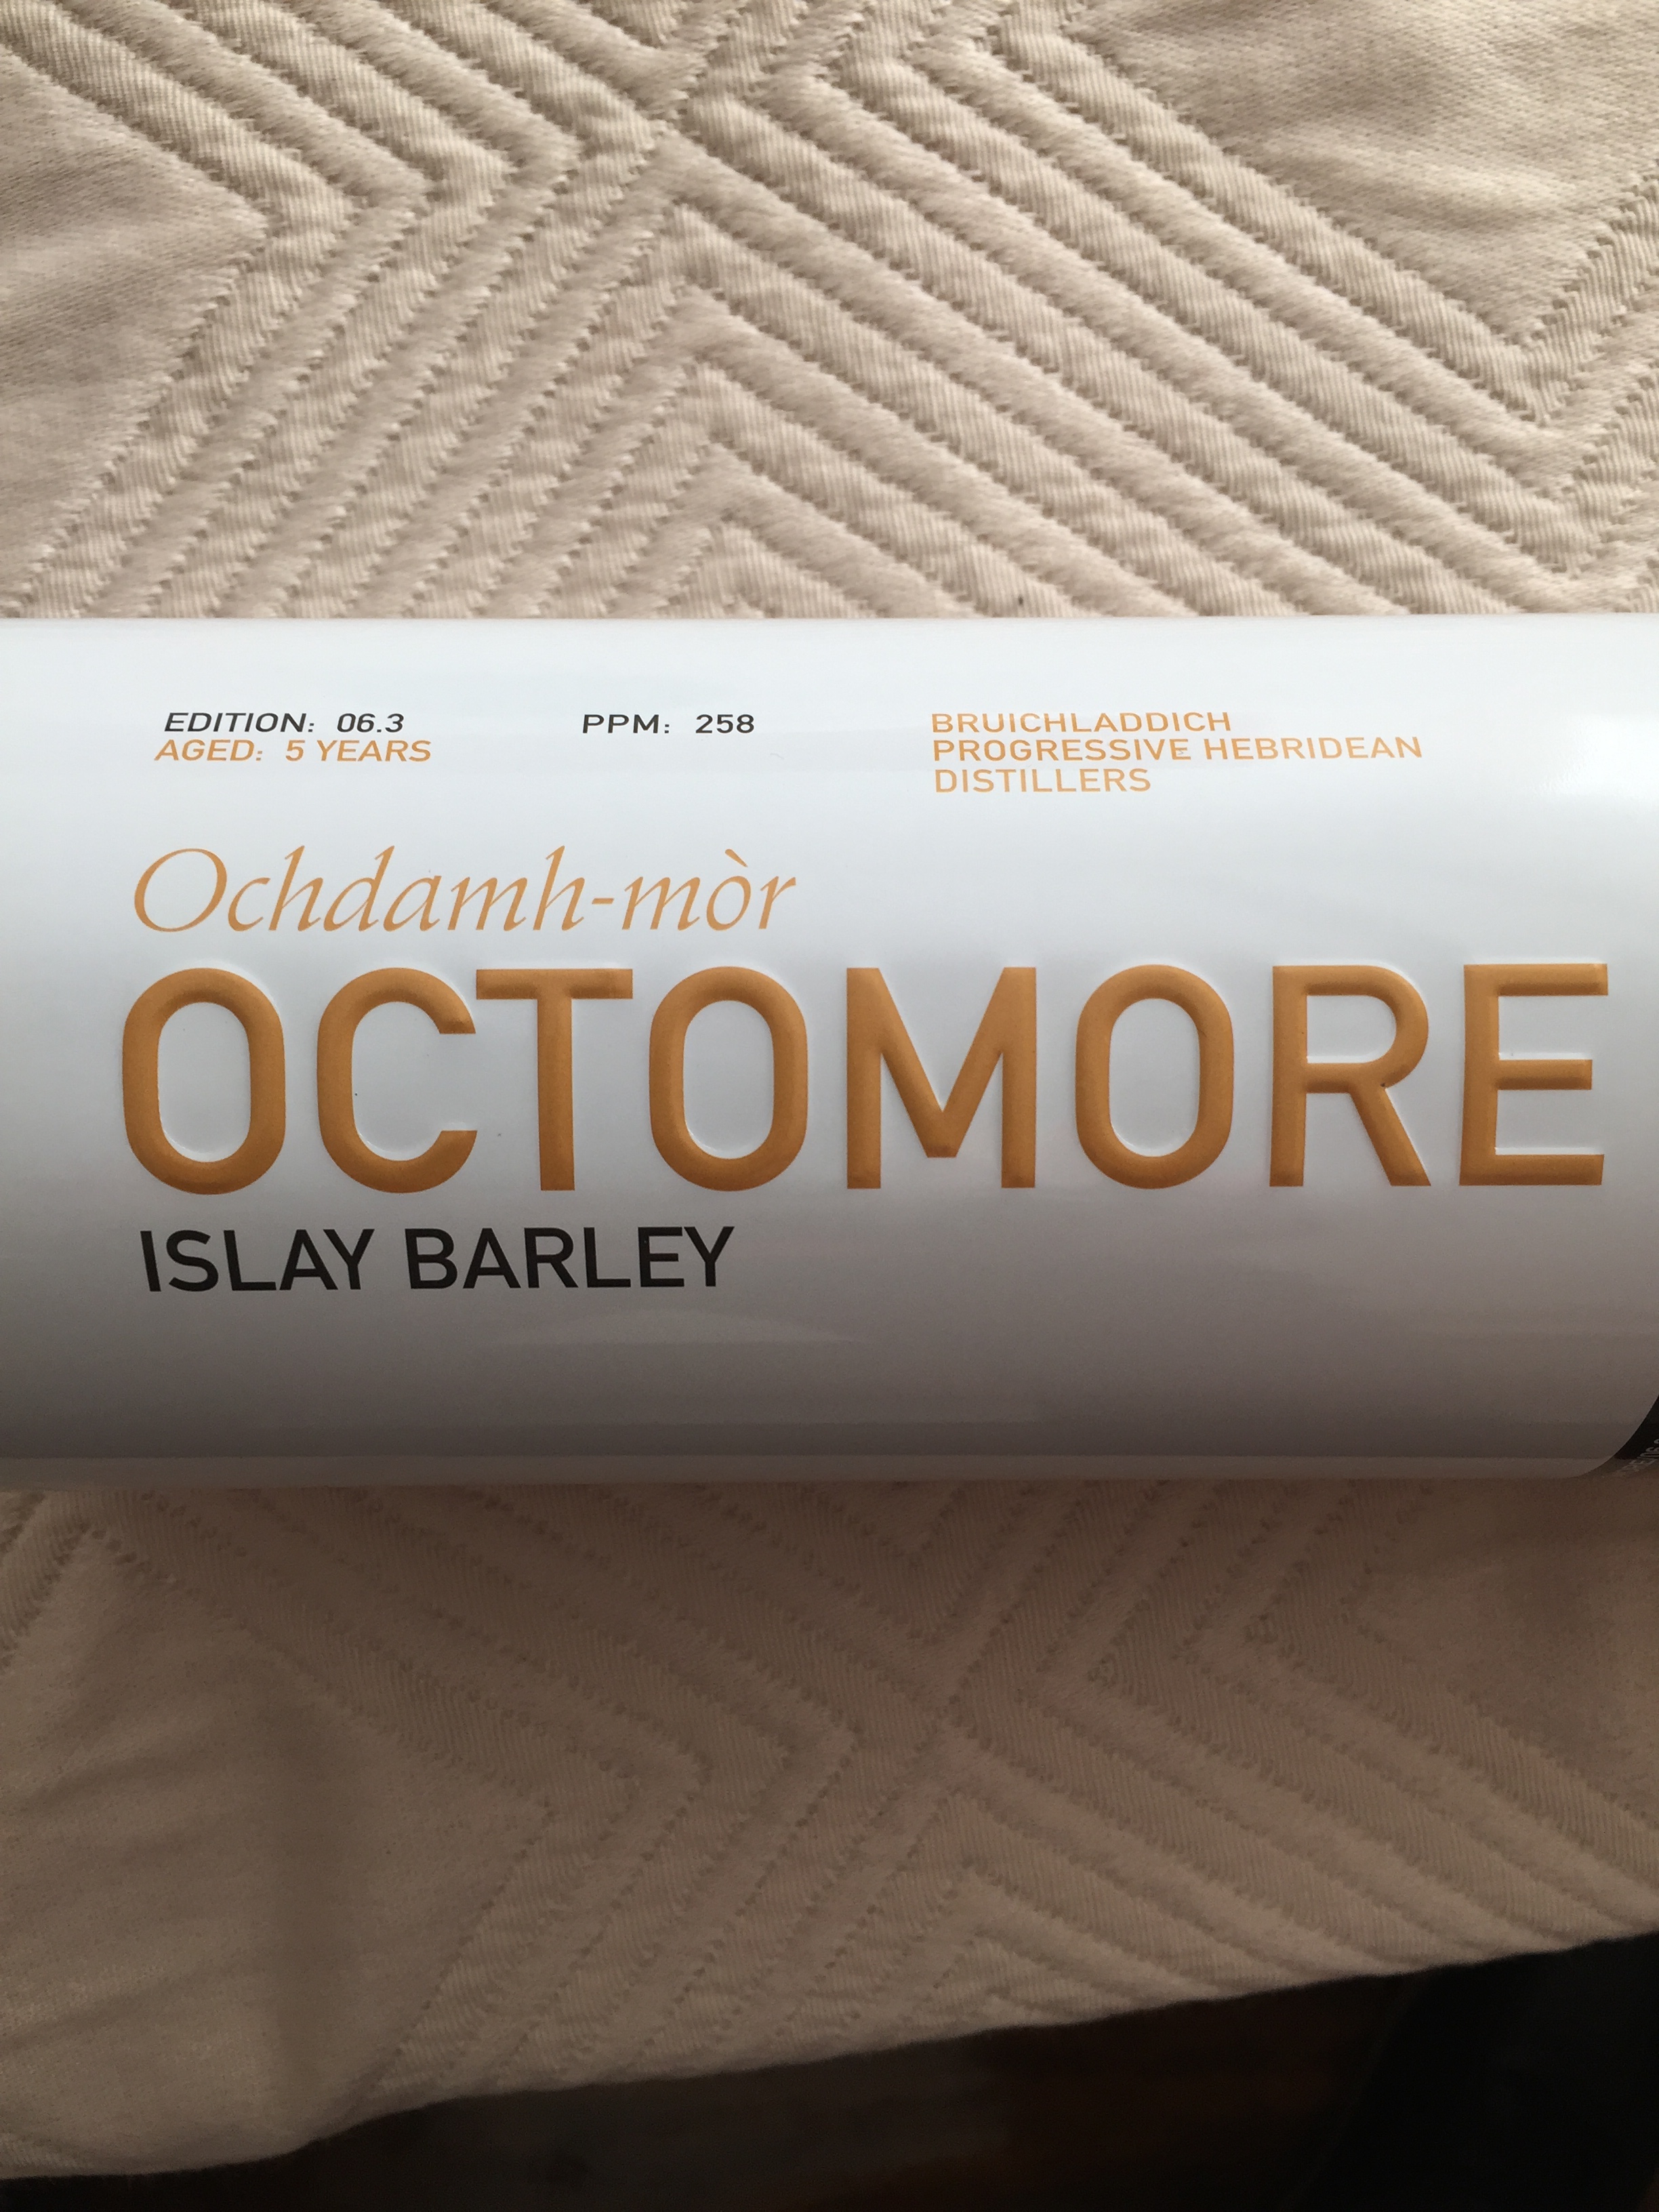 EDITION: 06.3
AGED: 5 YEARS
PPM: 258
BRUICHLADDICH
PROGRESSIVE HEBRIDEAN
DISTILLERS
Ochdamh-mòr
OCTOMORE
ISLAY BARLEY